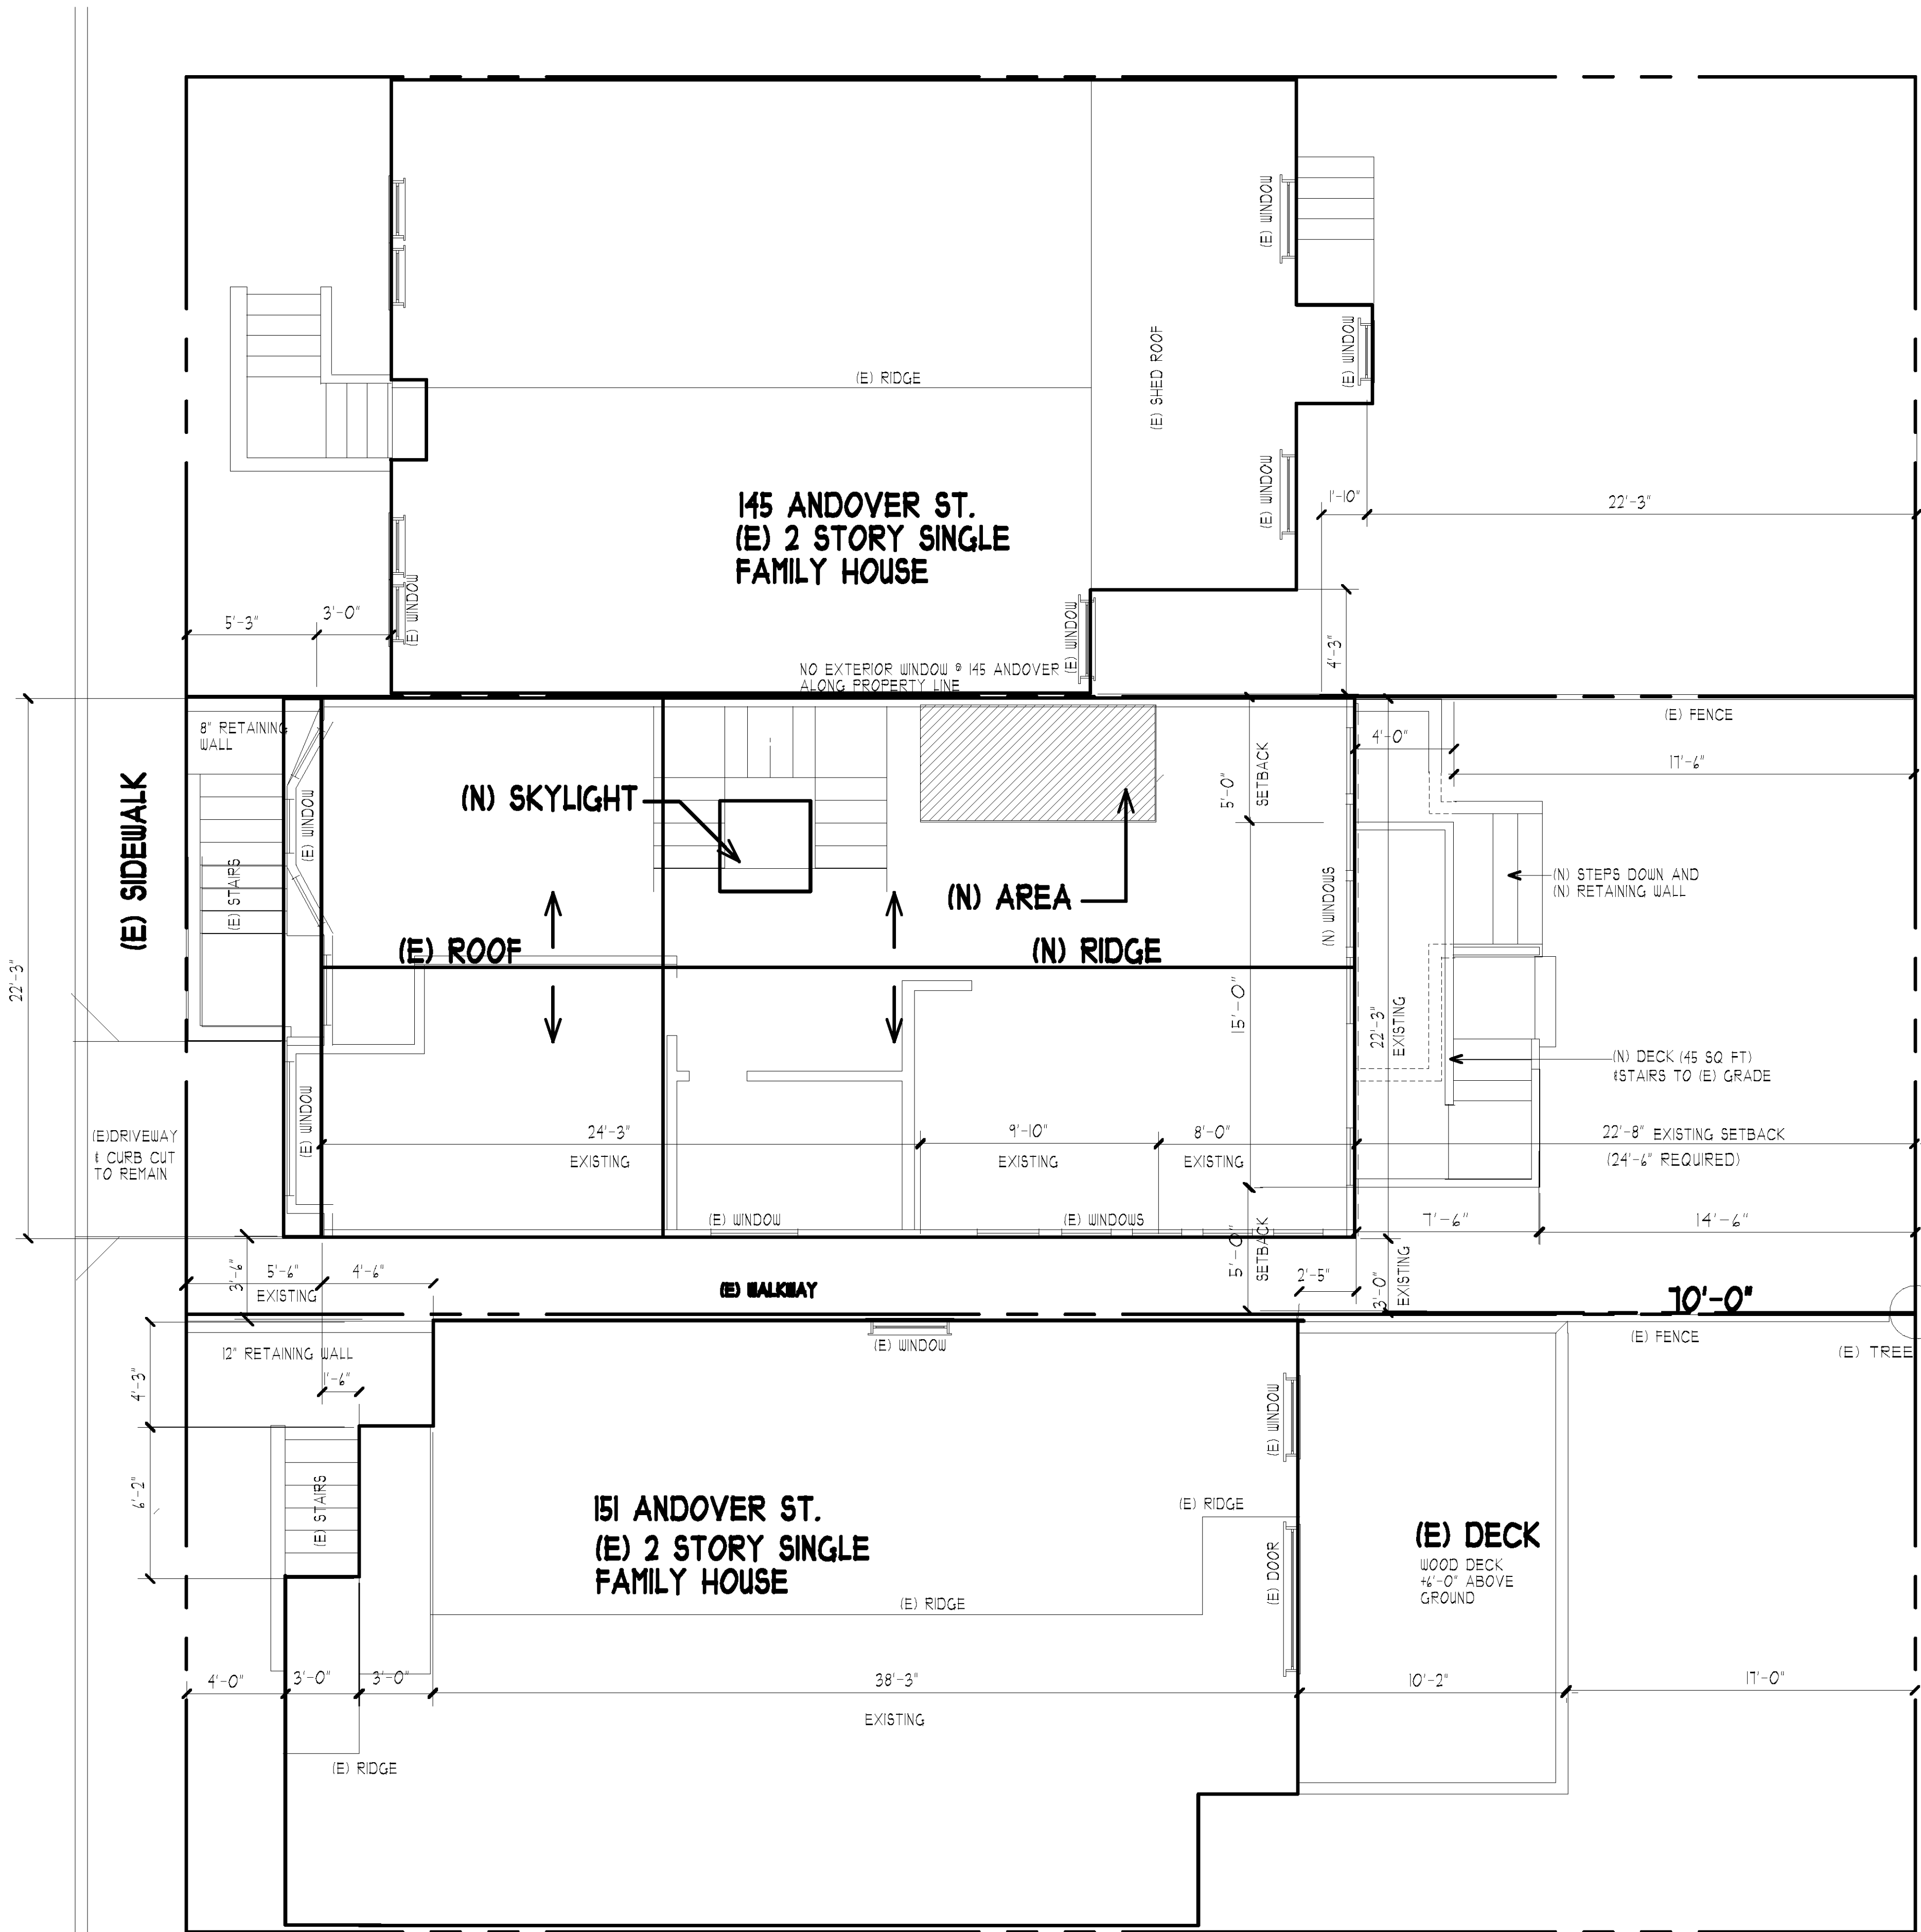 (E) WINDOW
(E) WINDOW
(E) SHED ROOF
(E) RIDGE
(E) WINDOW
145 ANDOVER ST.
(E) 2 STORY SINGLE
FAMILY HOUSE
1'-10"
22'-3"
5'-3"
3'-0"
(E) WINDOW
(E) WINDOW
4'-3"
NO EXTERIOR WINDOW @ 145 ANDOVER
ALONG PROPERTY LINE
8" RETAINING
WALL
(E) FENCE
4'-0"
17'-6"
5'-0"
SETBACK
(E) SIDEWALK
(E) WINDOW
(N) SKYLIGHT
(E) STAIRS
(N) AREA
(N) WINDOWS
(N) STEPS DOWN AND
(N) RETAINING WALL
(E) ROOF
(N) RIDGE
22'-3"
15'-0"
22'-3"
EXISTING
(N) DECK (45 SQ FT)
&STAIRS TO (E) GRADE
(E)DRIVEWAY
& CURB CUT
TO REMAIN
(E) WINDOW
24'-3"
EXISTING
9'-10"
EXISTING
8'-0"
EXISTING
22'-8" EXISTING SETBACK
(24'-6" REQUIRED)
(E) WINDOW
(E) WINDOWS
7'-6"
14'-6"
5'-0"
SETBACK
3'-6"
5'-6"
EXISTING
4'-6"
(E) WALKWAY
2'-5"
3'-0"
EXISTING
70'-0"
12" RETAINING WALL
(E) WINDOW
(E) FENCE
(E) TREE
4'-3"
1'-6"
(E) WINDOW
6'-2"
(E) STAIRS
151 ANDOVER ST.
(E) 2 STORY SINGLE
FAMILY HOUSE
(E) RIDGE
(E) RIDGE
(E) DOOR
(E) DECK
WOOD DECK
+6'-0" ABOVE
GROUND
4'-0"
3'-0"
3'-0"
38'-3"
EXISTING
10'-2"
17'-0"
(E) RIDGE